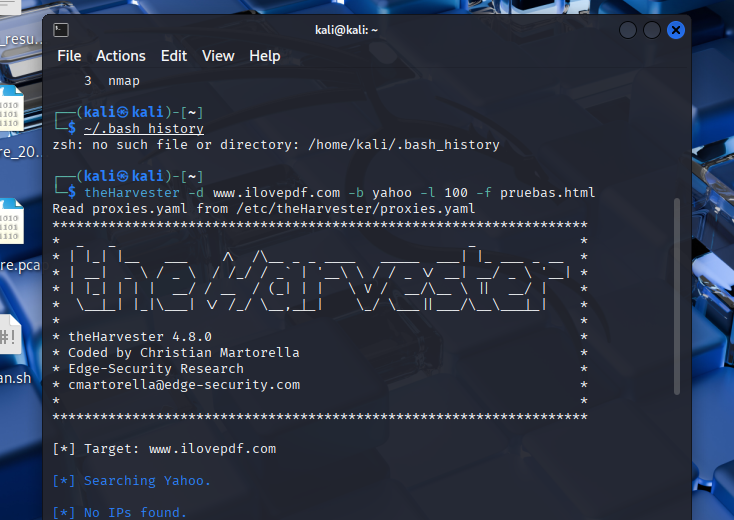 kali@kali: ~
_resu...
File Actions Edit View Help
3 nmap
┌──(kali㉿kali)-[~]
└─$ ~/.bash_history
zsh: no such file or directory: /home/kali/.bash_history
re_20...
┌──(kali㉿kali)-[~]
└─$ theHarvester -d www.ilovepdf.com -b yahoo -l 100 -f pruebas.html
Read proxies.yaml from /etc/theHarvester/proxies.yaml
*******************************************************************
theHarvester
re.pca
* theHarvester 4.8.0 *
* Coded by Christian Martorella *
* Edge-Security Research *
* cmartorella@edge-security.com *
* *
*******************************************************************
an.sh
[*] Target: www.ilovepdf.com
[*] Searching Yahoo.
[*] No IPs found.